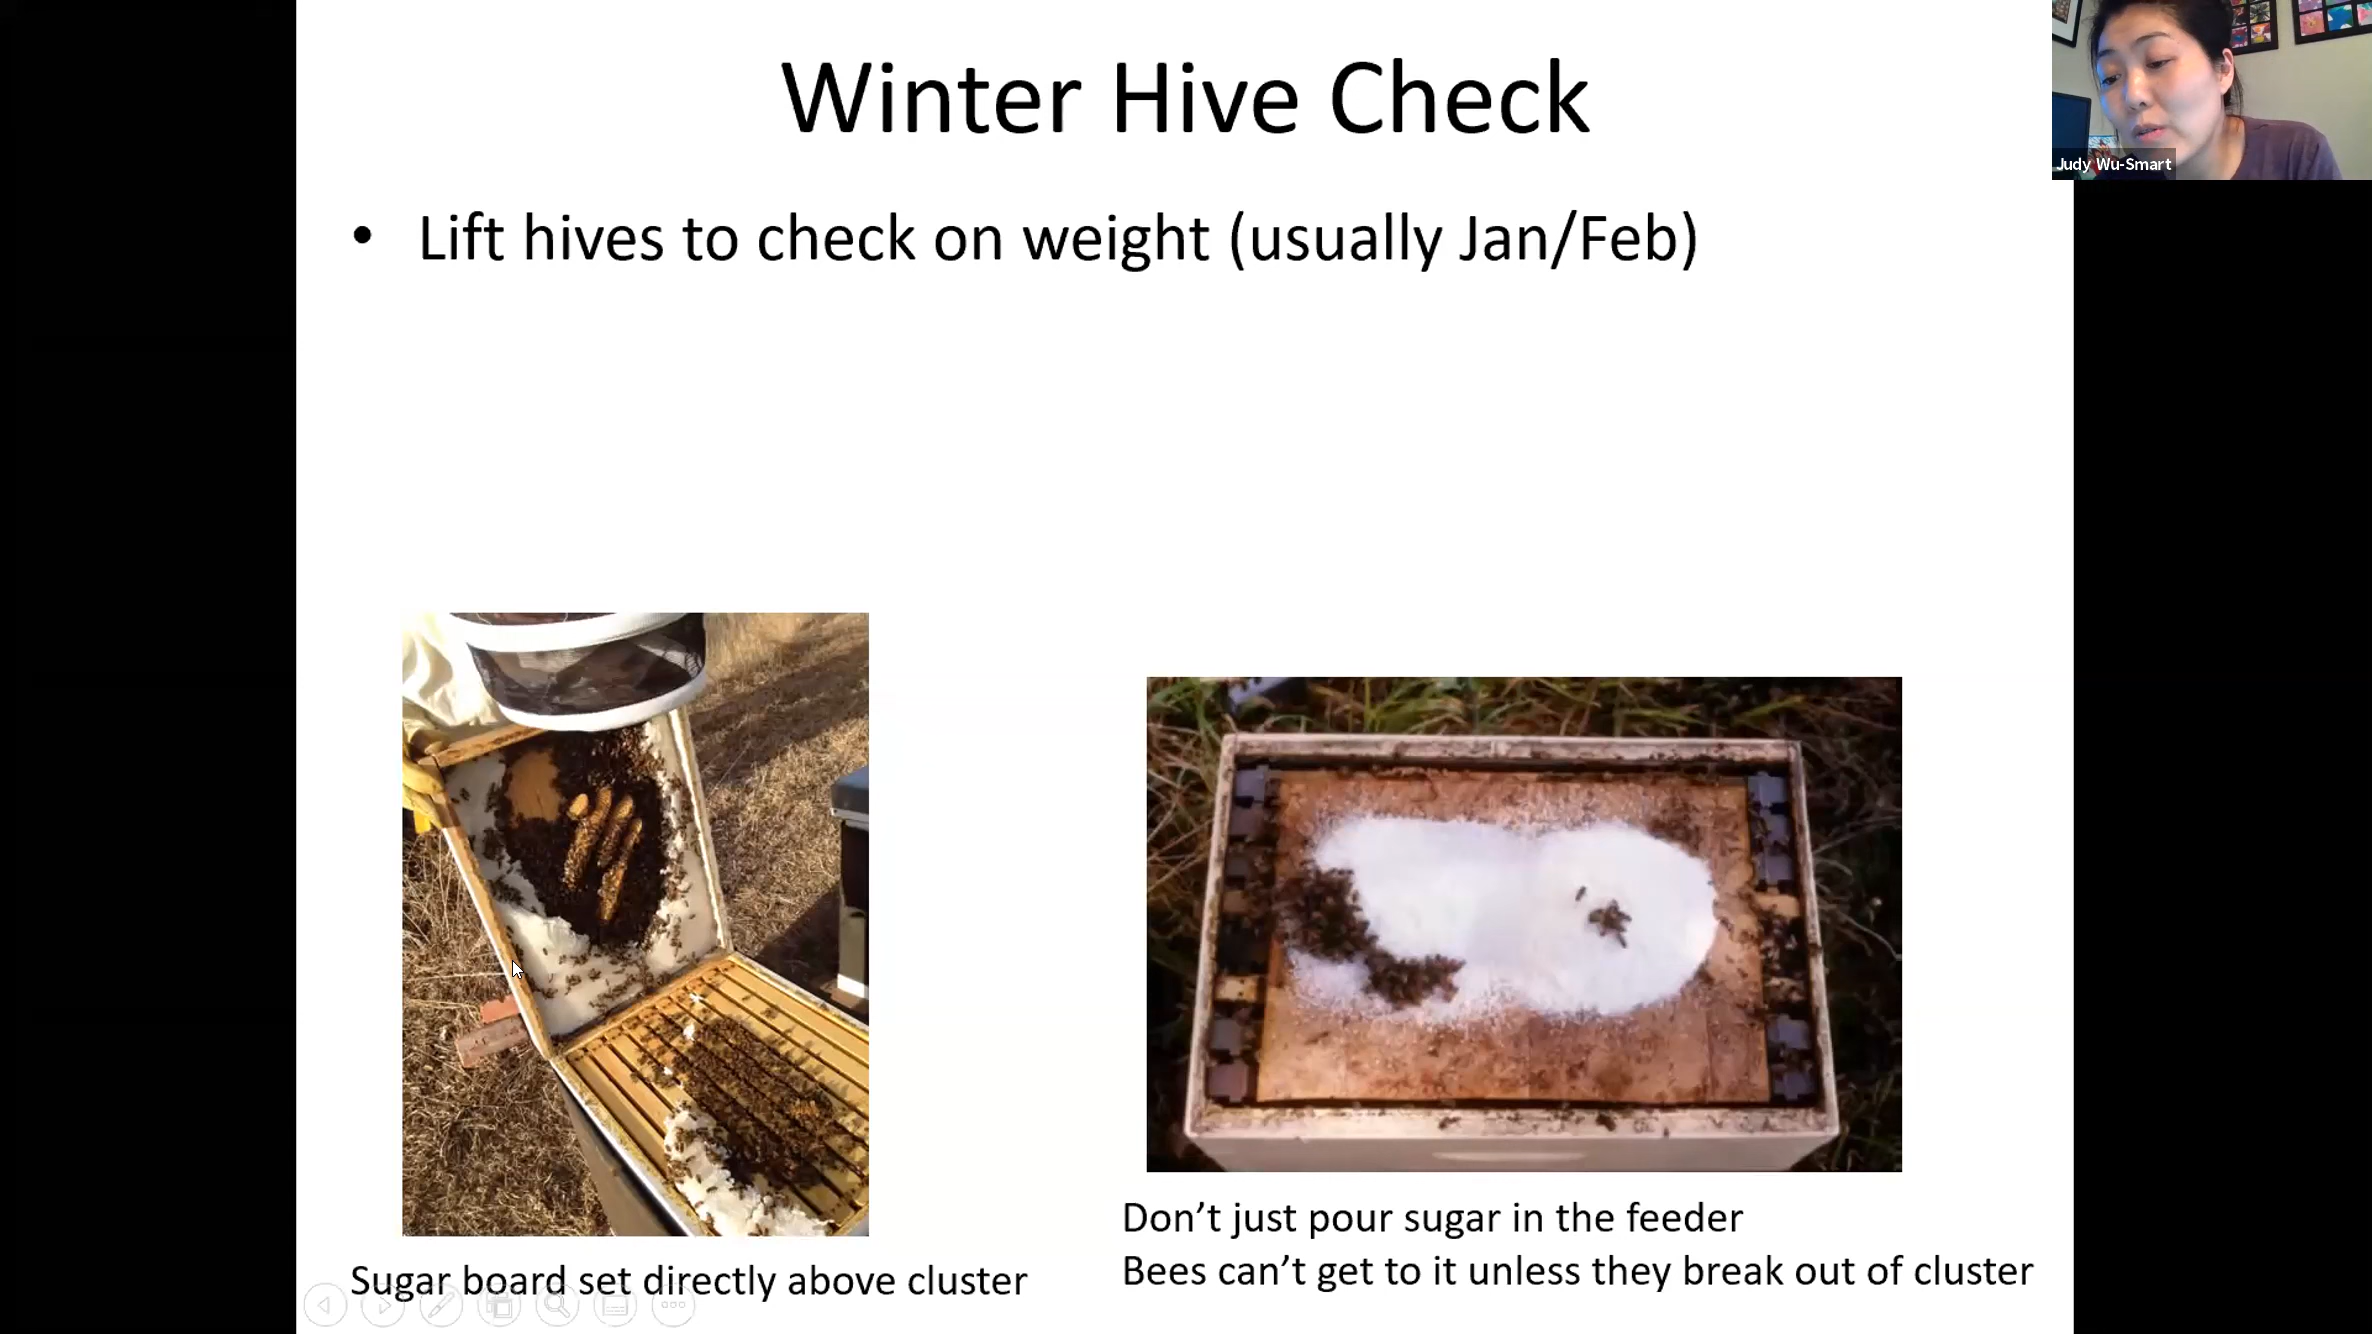 Winter Hive Check
Judy Wu-Smart
• Lift hives to check on weight (usually Jan/Feb)
Sugar board set directly above cluster
Don’t just pour sugar in the feeder
Bees can’t get to it unless they break out of cluster